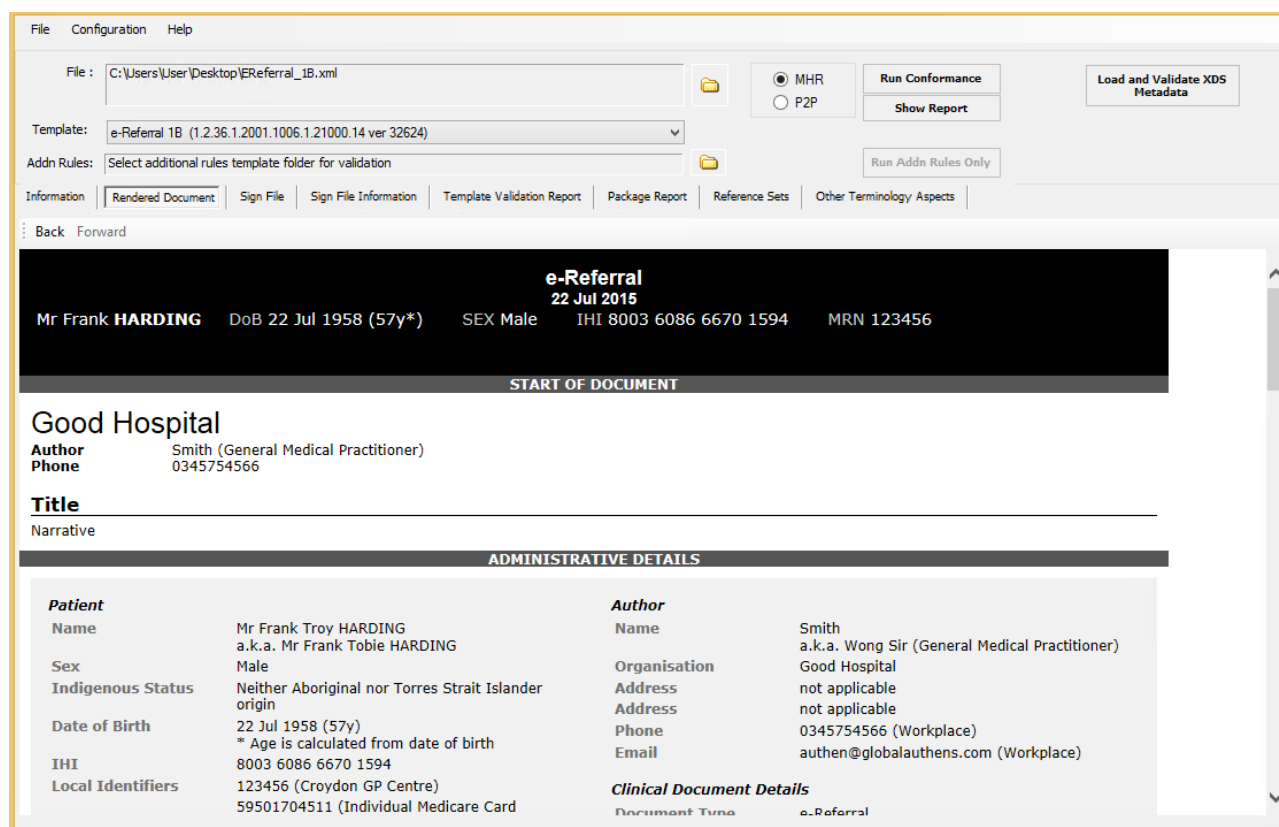 File Configuration Help
File : C:\Users\User\Desktop\EReferral_1B.xml
MHR
P2P
Run Conformance
Show Report
Load and Validate XDS
Metadata
Template: e-Referral 1B (1.2.36.1.2001.1006.1.21000.14 ver 32624)
Addn Rules: Select additional rules template folder for validation
Run Addn Rules Only
Information Rendered Document Sign File Sign File Information Template Validation Report Package Report Reference Sets Other Terminology Aspects
Back Forward
e-Referral
22 Jul 2015
Mr Frank HARDING DoB 22 Jul 1958 (57y*) SEX Male IHI 8003 6086 6670 1594 MRN 123456
START OF DOCUMENT
Good Hospital
Author Smith (General Medical Practitioner)
Phone 0345754566
Title
Narrative
ADMINISTRATIVE DETAILS
Patient
Name Mr Frank Troy HARDING
a.k.a. Mr Frank Tobie HARDING
Sex Male
Indigenous Status Neither Aboriginal nor Torres Strait Islander
origin
Date of Birth 22 Jul 1958 (57y)
* Age is calculated from date of birth
IHI 8003 6086 6670 1594
Local Identifiers 123456 (Croydon GP Centre)
59501704511 (Individual Medicare Card
Author
Name Smith
a.k.a. Wong Sir (General Medical Practitioner)
Organisation Good Hospital
Address not applicable
Address not applicable
Phone 0345754566 (Workplace)
Email authen@globalauthens.com (Workplace)
Clinical Document Details
Document Type e-Referral